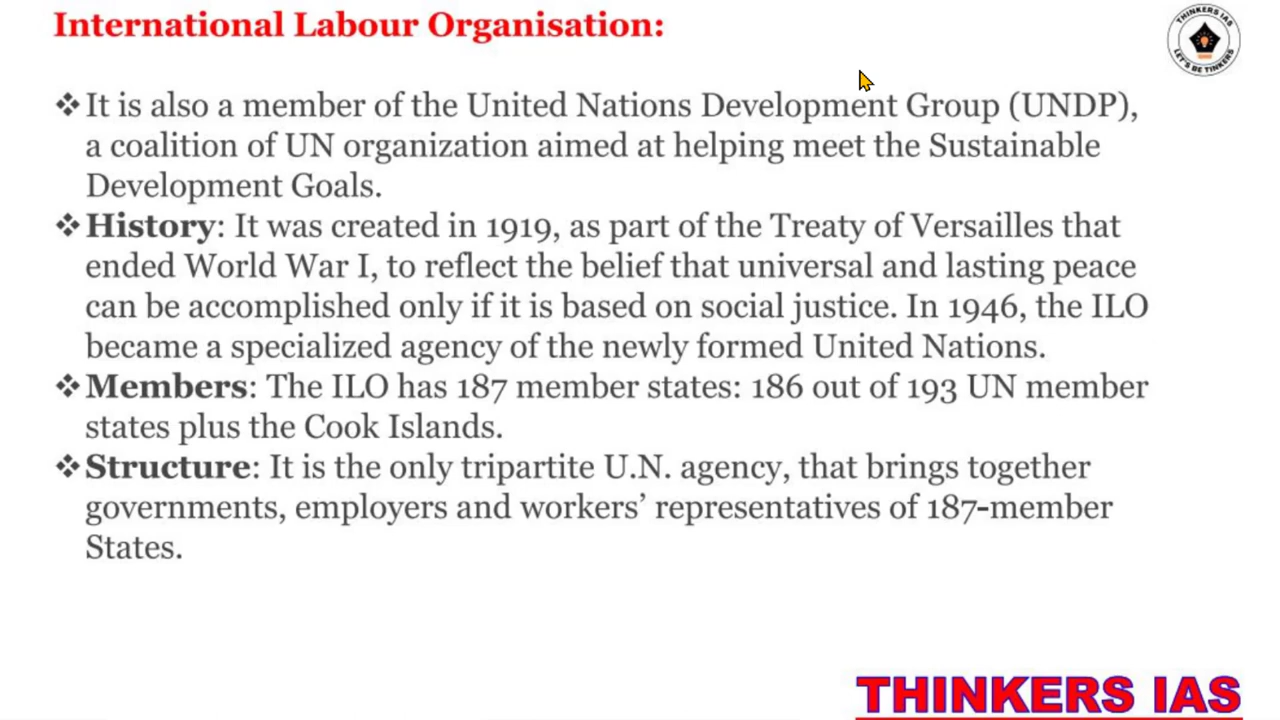 International Labour Organisation:
THINKERS IAS
LET'S BE TINKERS
❖It is also a member of the United Nations Development Group (UNDP),
a coalition of UN organization aimed at helping meet the Sustainable
Development Goals.
❖History: It was created in 1919, as part of the Treaty of Versailles that
ended World War I, to reflect the belief that universal and lasting peace
can be accomplished only if it is based on social justice. In 1946, the ILO
became a specialized agency of the newly formed United Nations.
❖Members: The ILO has 187 member states: 186 out of 193 UN member
states plus the Cook Islands.
❖Structure: It is the only tripartite U.N. agency, that brings together
governments, employers and workers’ representatives of 187-member
States.
THINKERS IAS